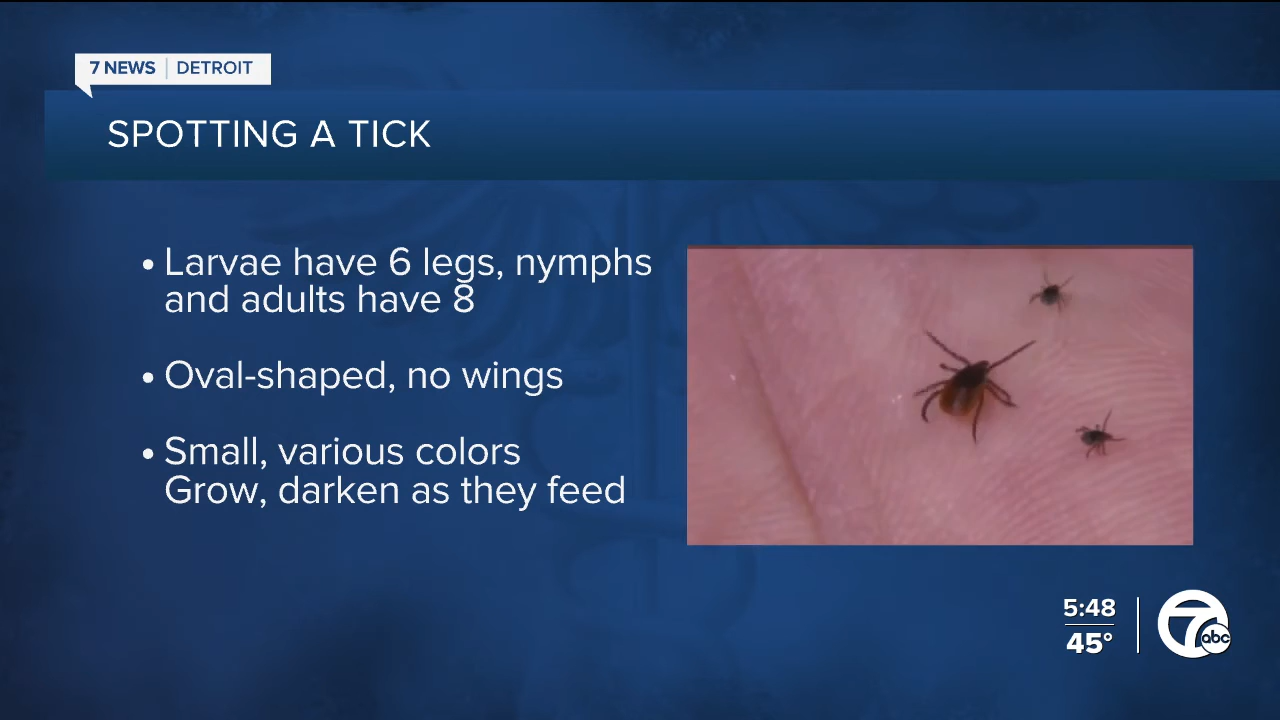 7 NEWS | DETROIT
SPOTTING A TICK
• Larvae have 6 legs, nymphs
and adults have 8
• Oval-shaped, no wings
• Small, various colors
Grow, darken as they feed
5:48
45°
7
abc